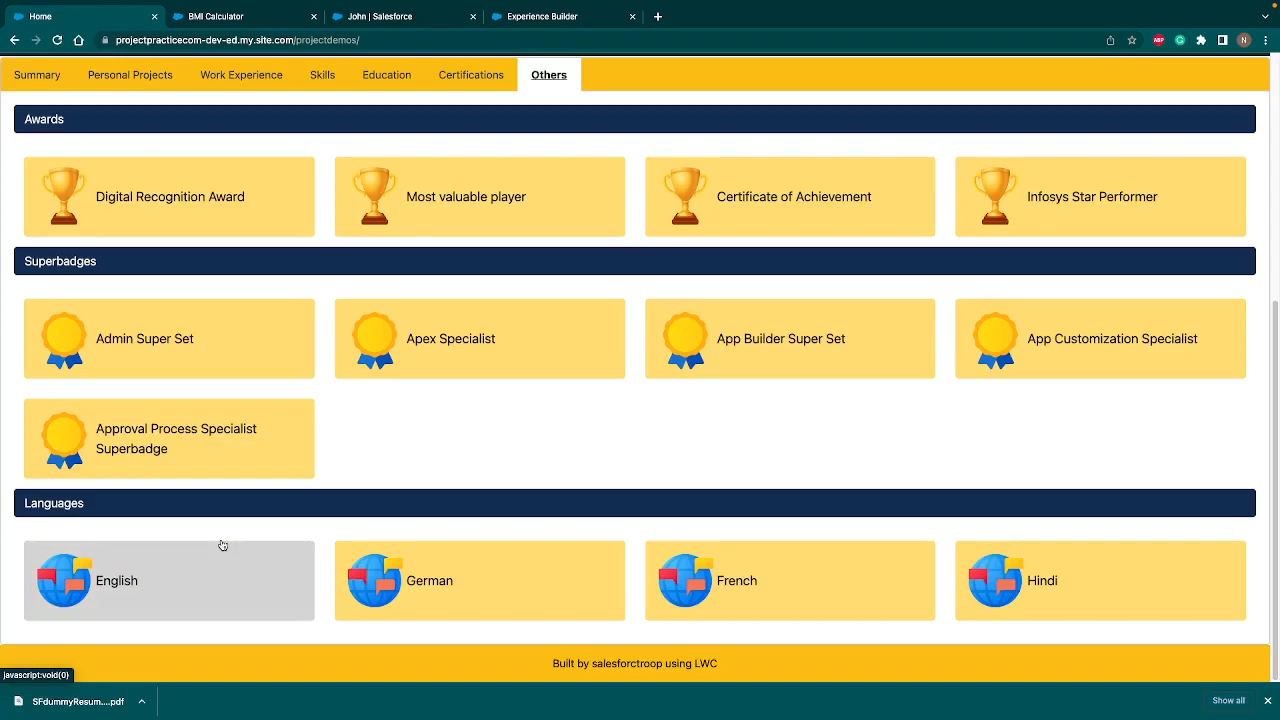 Home
BMI Calculator
John | Salesforce
Experience Builder
projectpracticecom-dev-ed.my.site.com/projectdemos/
ABP
N
Summary
Personal Projects
Work Experience
Skills
Education
Certifications
Others
Awards
Digital Recognition Award
Most valuable player
Certificate of Achievement
Infosys Star Performer
Superbadges
Admin Super Set
Apex Specialist
App Builder Super Set
App Customization Specialist
Approval Process Specialist
Superbadge
Languages
English
German
French
Hindi
Built by salesforctroop using LWC
javascript:void(0)
SFdummyResum....pdf
Show all